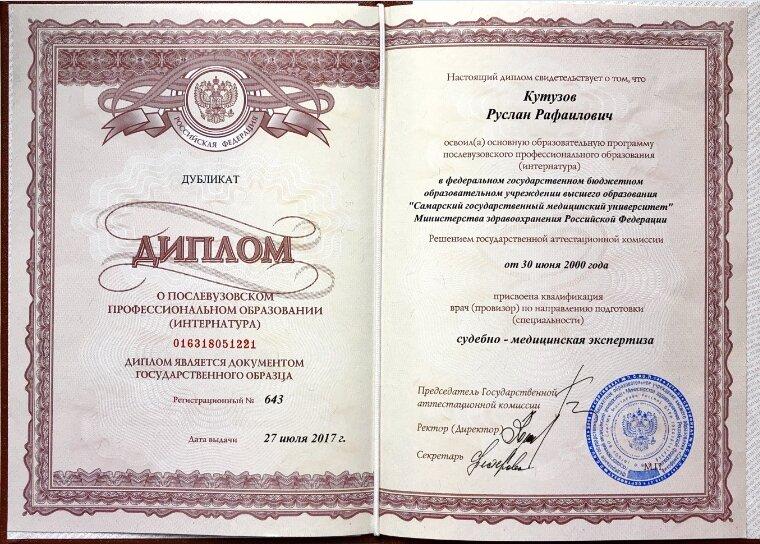 РОССИЙСКАЯ ФЕДЕРАЦИЯ
ДУБЛИКАТ
ДИПЛОМ
О ПОСЛЕВУЗОВСКОМ
ПРОФЕССИОНАЛЬНОМ ОБРАЗОВАНИИ
(ИНТЕРНАТУРА)
016318051221
ДИПЛОМ ЯВЛЯЕТСЯ ДОКУМЕНТОМ
ГОСУДАРСТВЕННОГО ОБРАЗЦА
Регистрационный № 643
Дата выдачи 27 июля 2017 г.
Настоящий диплом свидетельствует о том, что
Кутузов
Руслан Рафаилович
освоил(а) основную образовательную программу
послевузовского профессионального образования
(интернатура)
в федеральном государственном бюджетном
образовательном учреждении высшего образования
"Самарский государственный медицинский университет"
Министерства здравоохранения Российской Федерации
Решением государственной аттестационной комиссии
от 30 июня 2000 года
присвоена квалификация
врач (провизор) по направлению подготовки
(специальности)
судебно - медицинская экспертиза
Председатель Государственной
аттестационной комиссии
Ректор (Директор)
Секретарь
М.П.